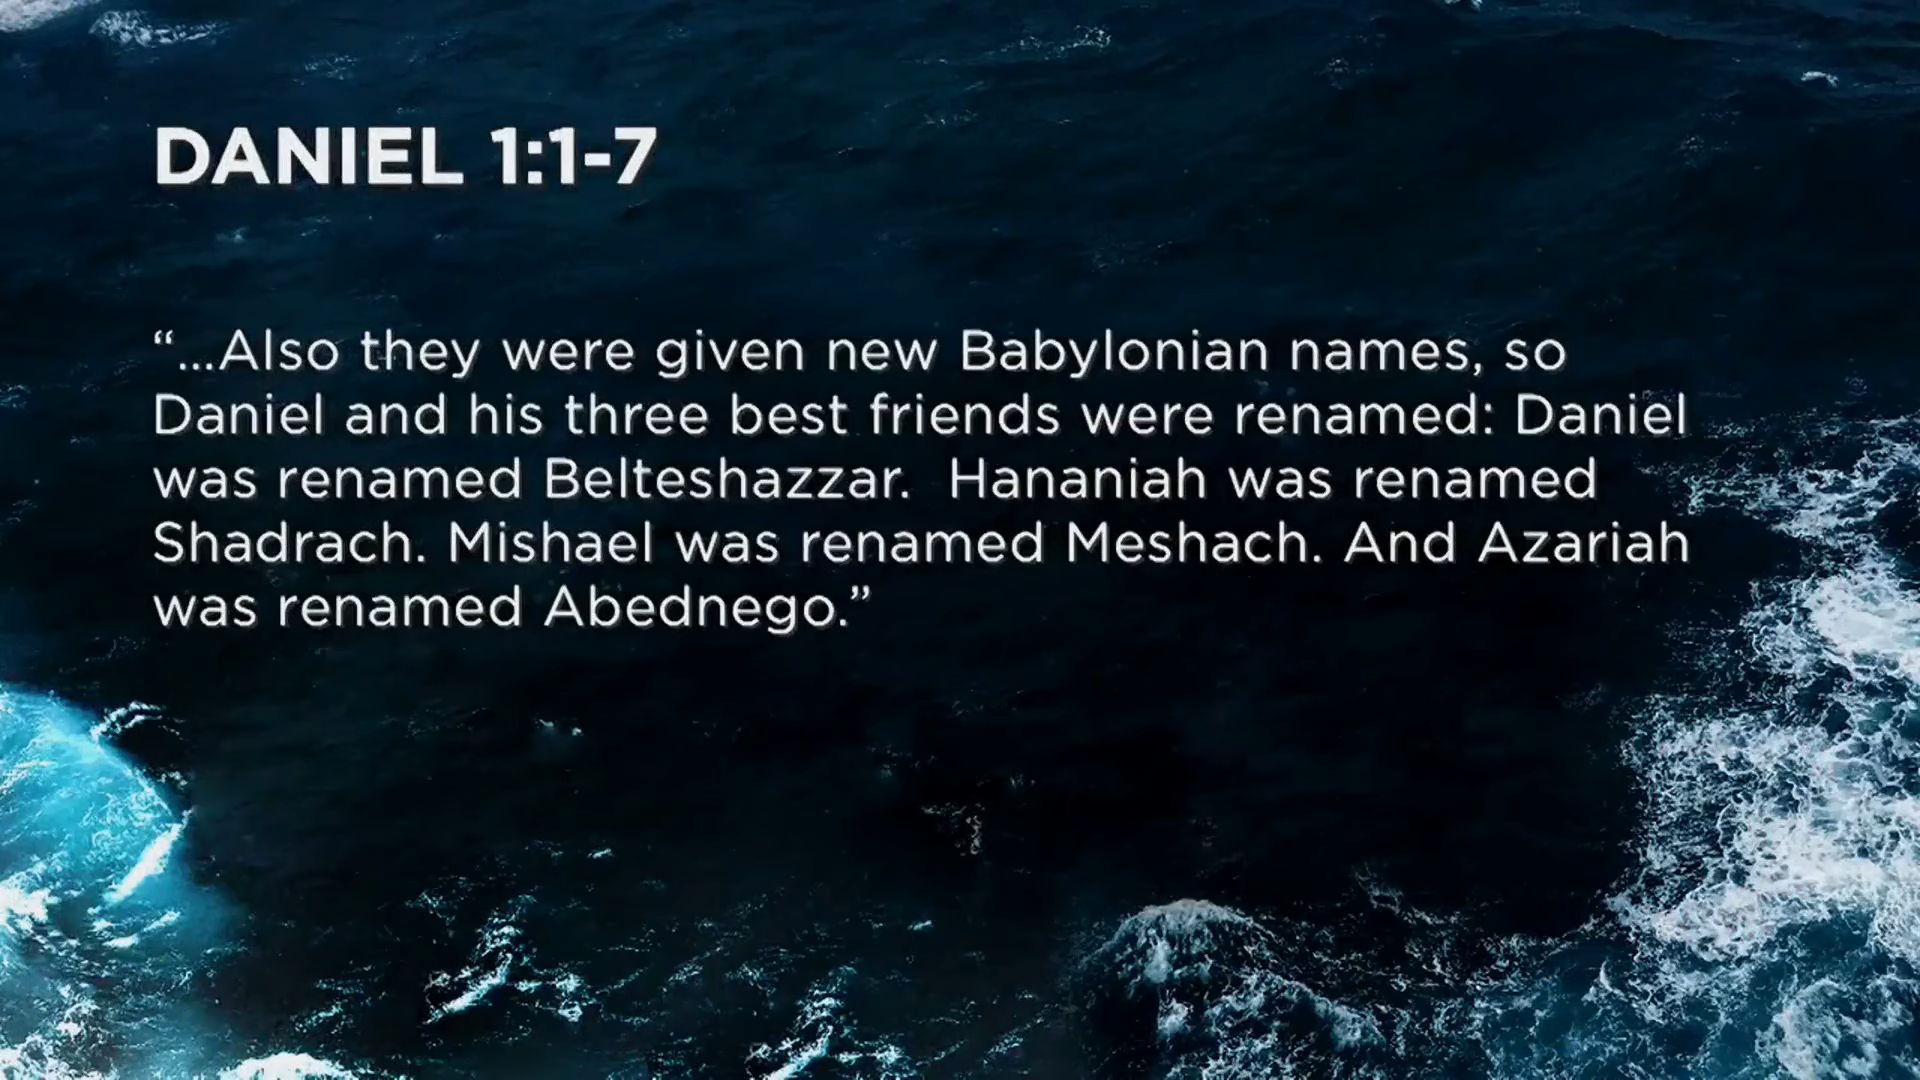 DANIEL 1:1-7
“...Also they were given new Babylonian names, so
Daniel and his three best friends were renamed: Daniel
was renamed Belteshazzar.  Hananiah was renamed
Shadrach. Mishael was renamed Meshach. And Azariah
was renamed Abednego.”